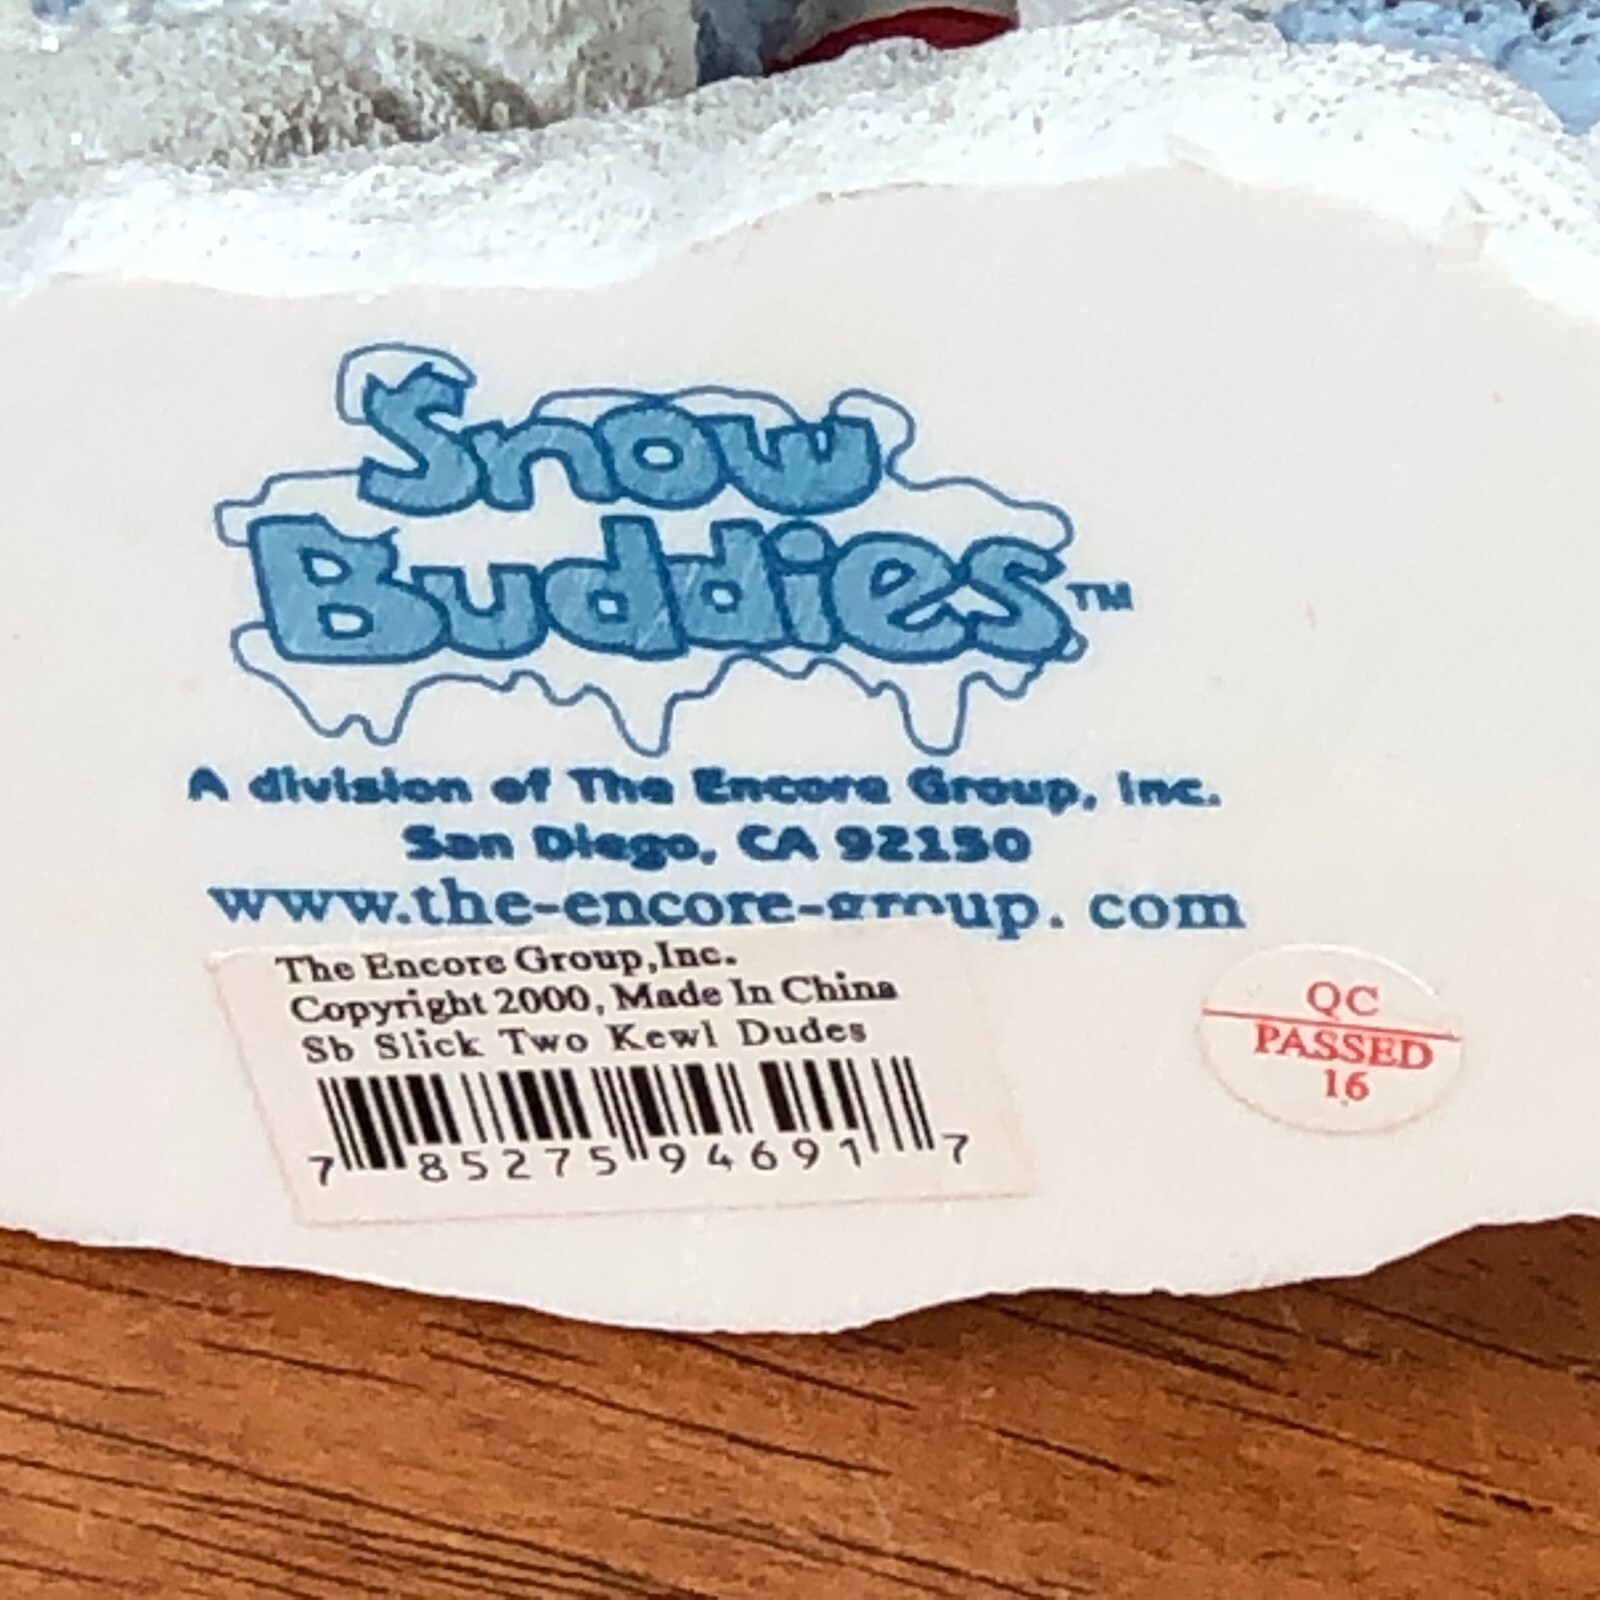 Snow
Buddies™
A division of The Encore Group, Inc.
San Diego, CA 92150
www.the-encore-group. com
The Encore Group,Inc.
Copyright 2000, Made In China
Sb Slick Two Kewl Dudes
7 85275 94691 7
QC
PASSED
16